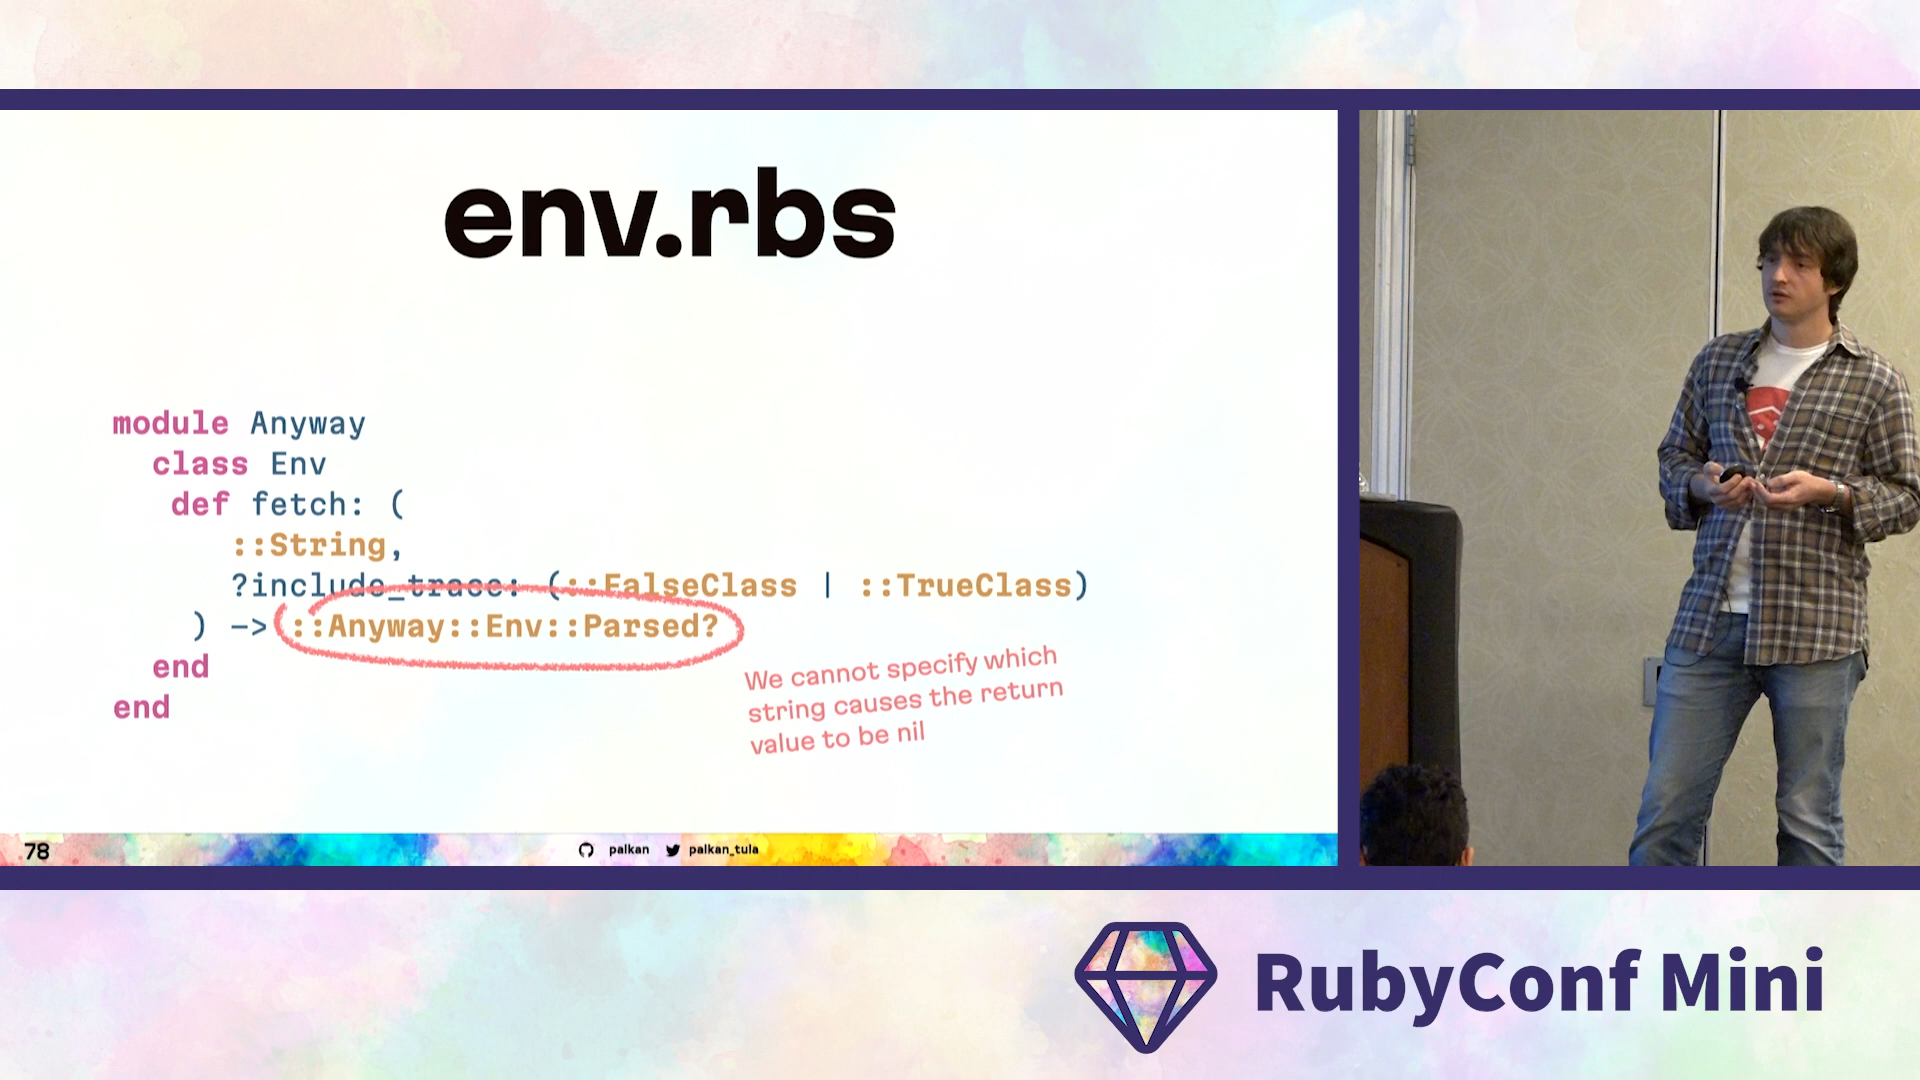 env.rbs
module Anyway
class Env
def fetch: (
::String,
?include_trace: (::FalseClass | ::TrueClass)
) -> ::Anyway::Env::Parsed?
end
end
We cannot specify which
string causes the return
value to be nil
78
palkan
palkan_tula
RubyConf Mini